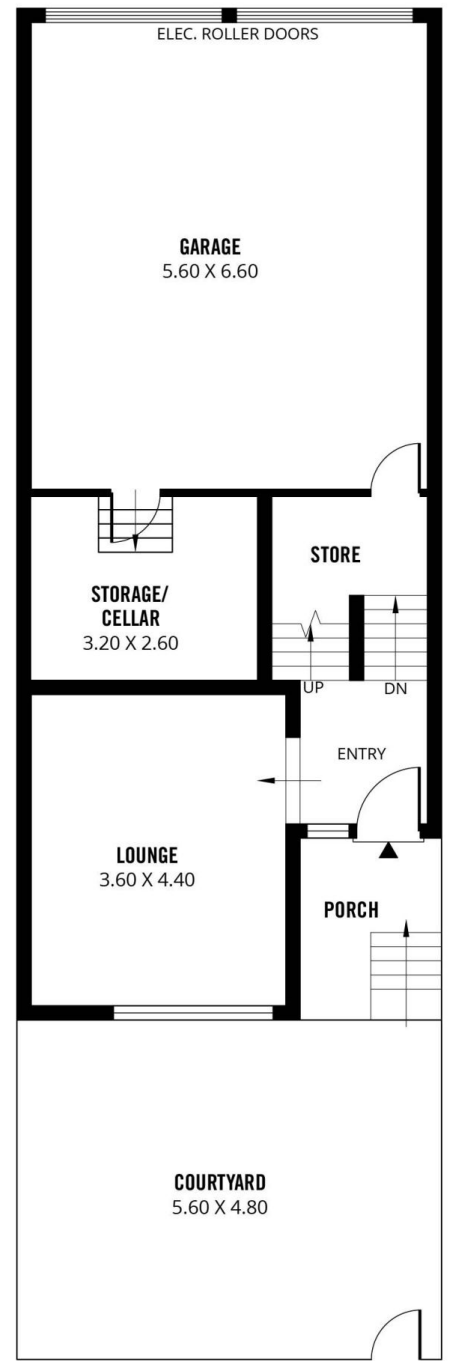 ELEC. ROLLER DOORS
GARAGE
5.60 X 6.60
STORE
STORAGE/
CELLAR
3.20 X 2.60
UP
DN
ENTRY
LOUNGE
3.60 X 4.40
PORCH
COURTYARD
5.60 X 4.80